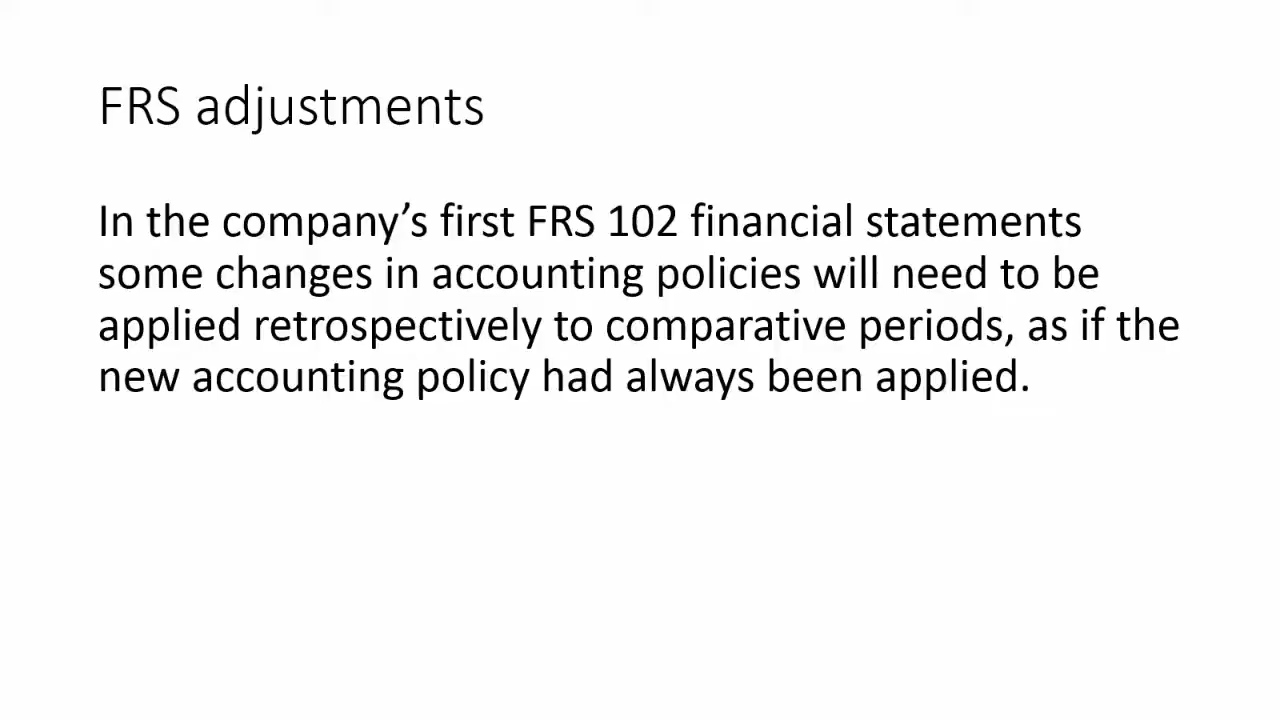 FRS adjustments
In the company’s first FRS 102 financial statements
some changes in accounting policies will need to be
applied retrospectively to comparative periods, as if the
new accounting policy had always been applied.